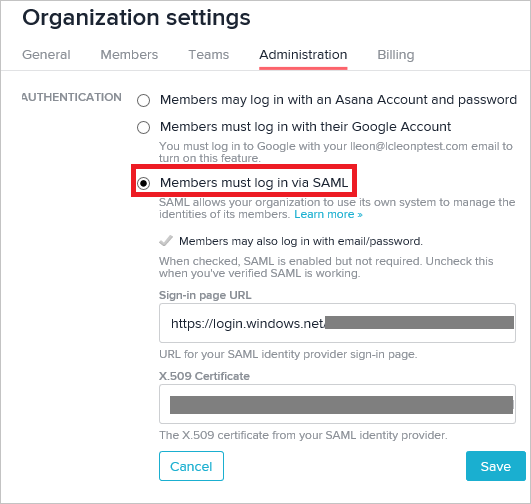 Organization settings
General Members Teams Administration Billing
AUTHENTICATION
Members may log in with an Asana Account and password
Members must log in with their Google Account
You must log in to Google with your lleon@lcleonptest.com email to
turn on this feature.
Members must log in via SAML
SAML allows your organization to use its own system to manage the
identities of its members. Learn more »
Members may also log in with email/password.
When checked, SAML is enabled but not required. Uncheck this
when you've verified SAML is working.
Sign-in page URL
https://login.windows.net/
URL for your SAML identity provider sign-in page.
X.509 Certificate
The X.509 certificate from your SAML identity provider.
Cancel Save